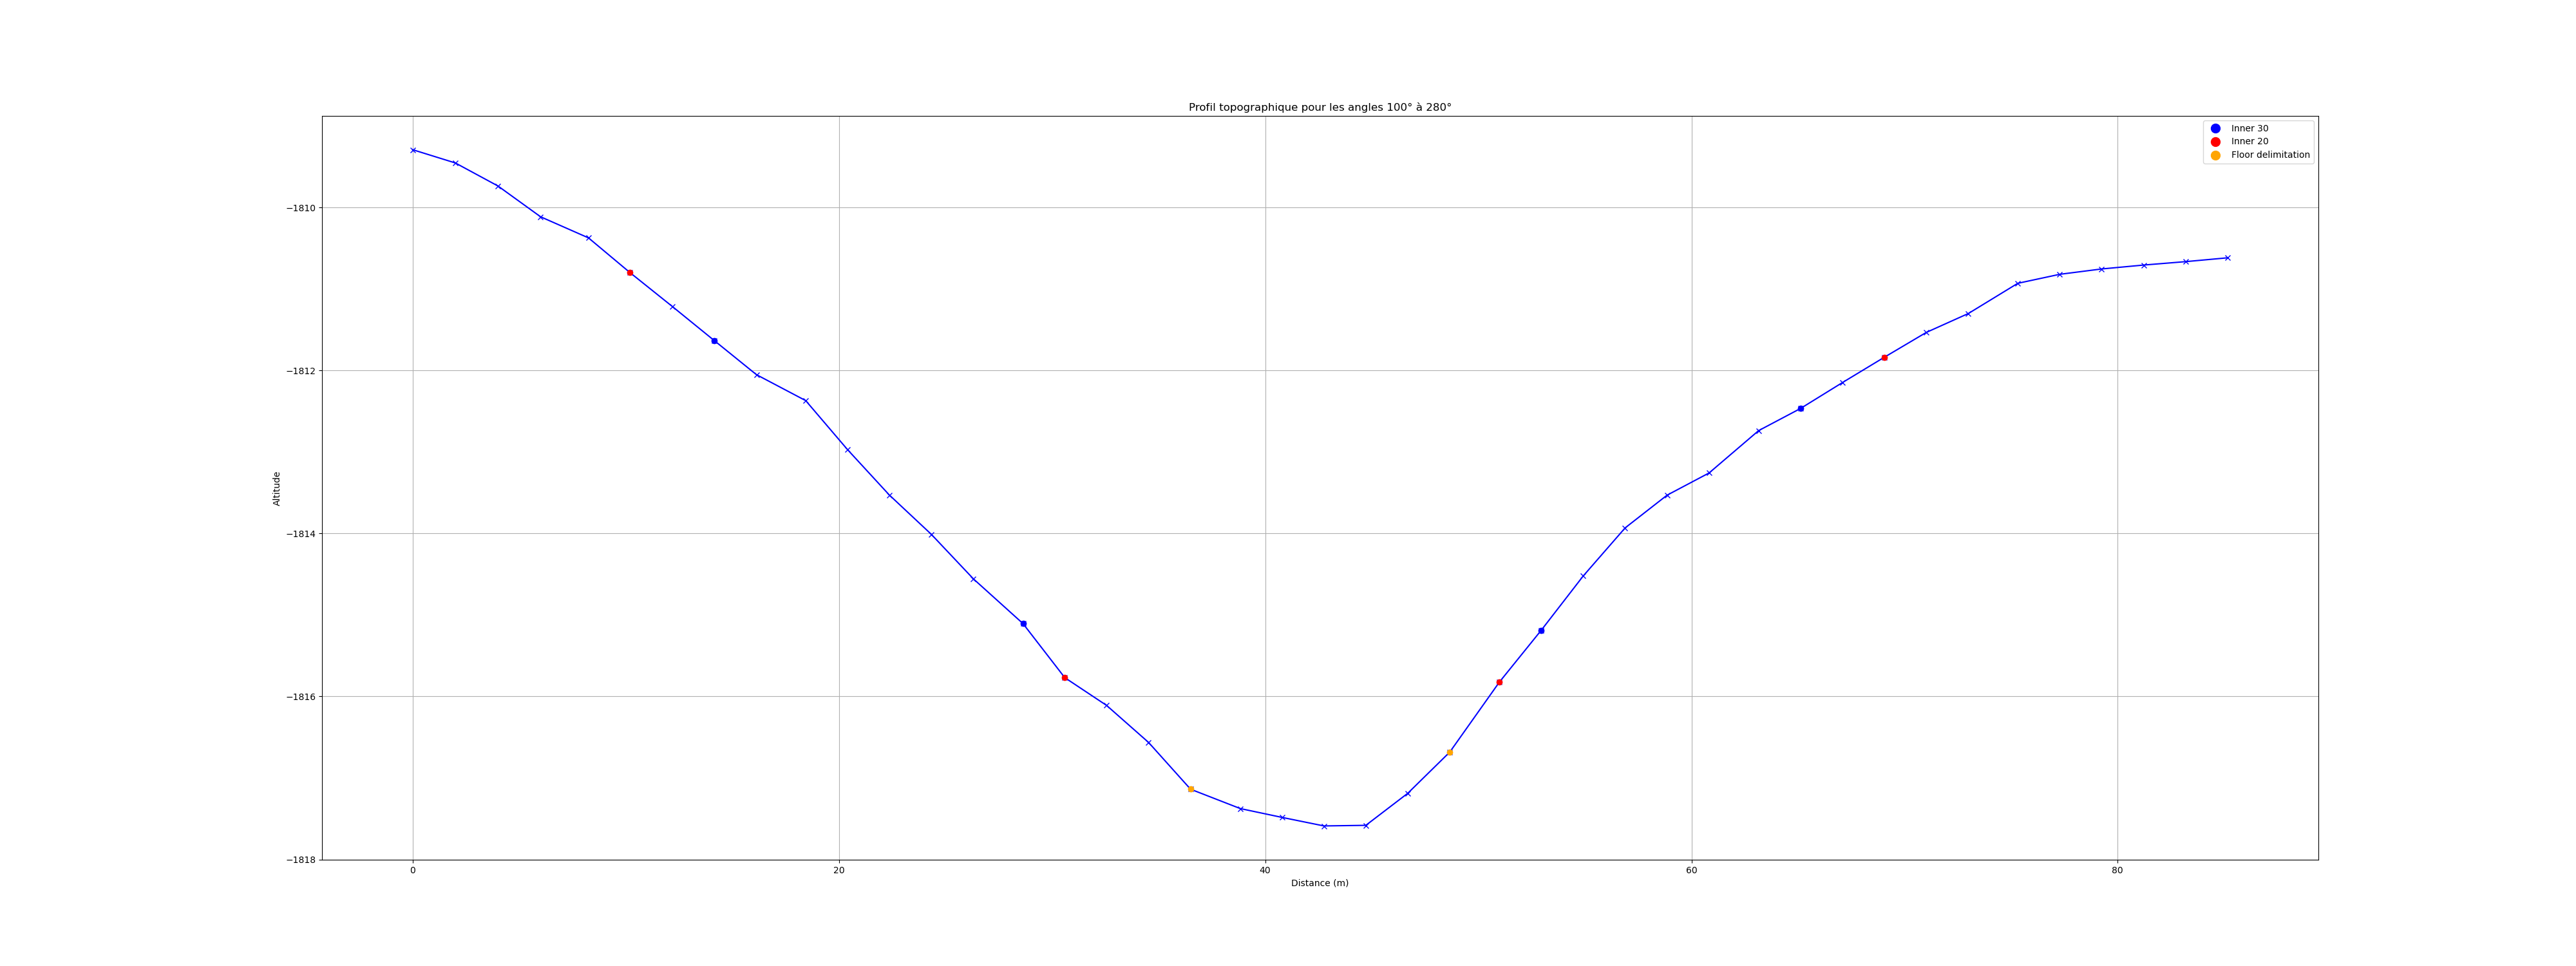 Profil topographique pour les angles 100° à 280°
Inner 30
Inner 20
Floor delimitation
−1810
−1812
−1814
−1816
−1818
Altitude
0 20 40 60 80
Distance (m)